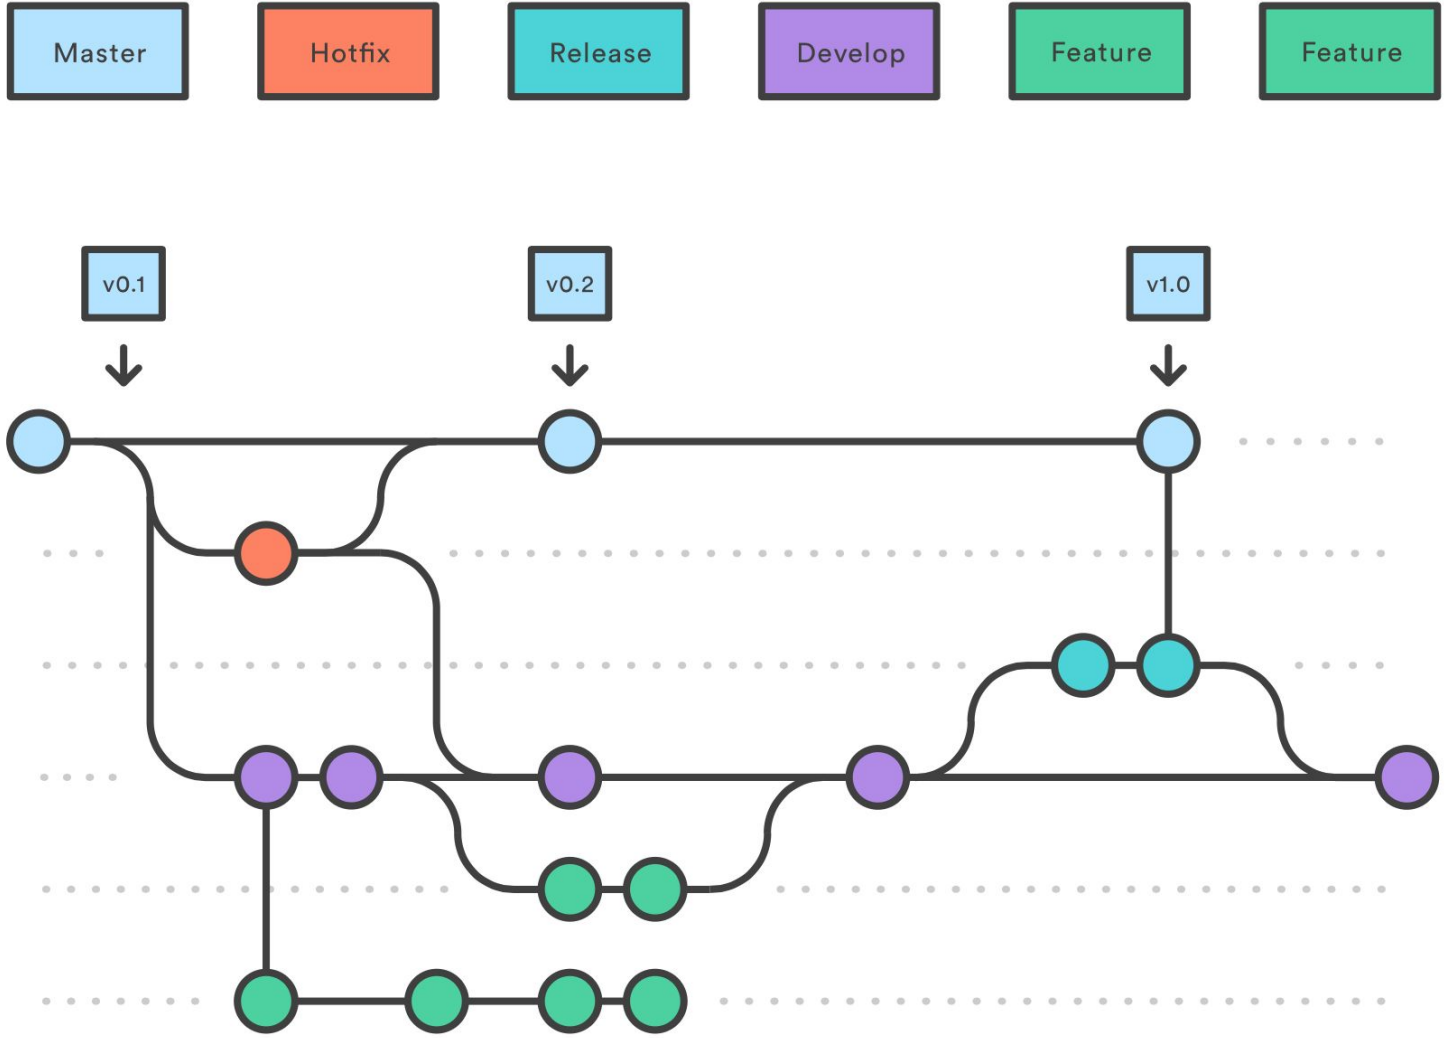 Master
Hotfix
Release
Develop
Feature
Feature
v0.1
v0.2
v1.0